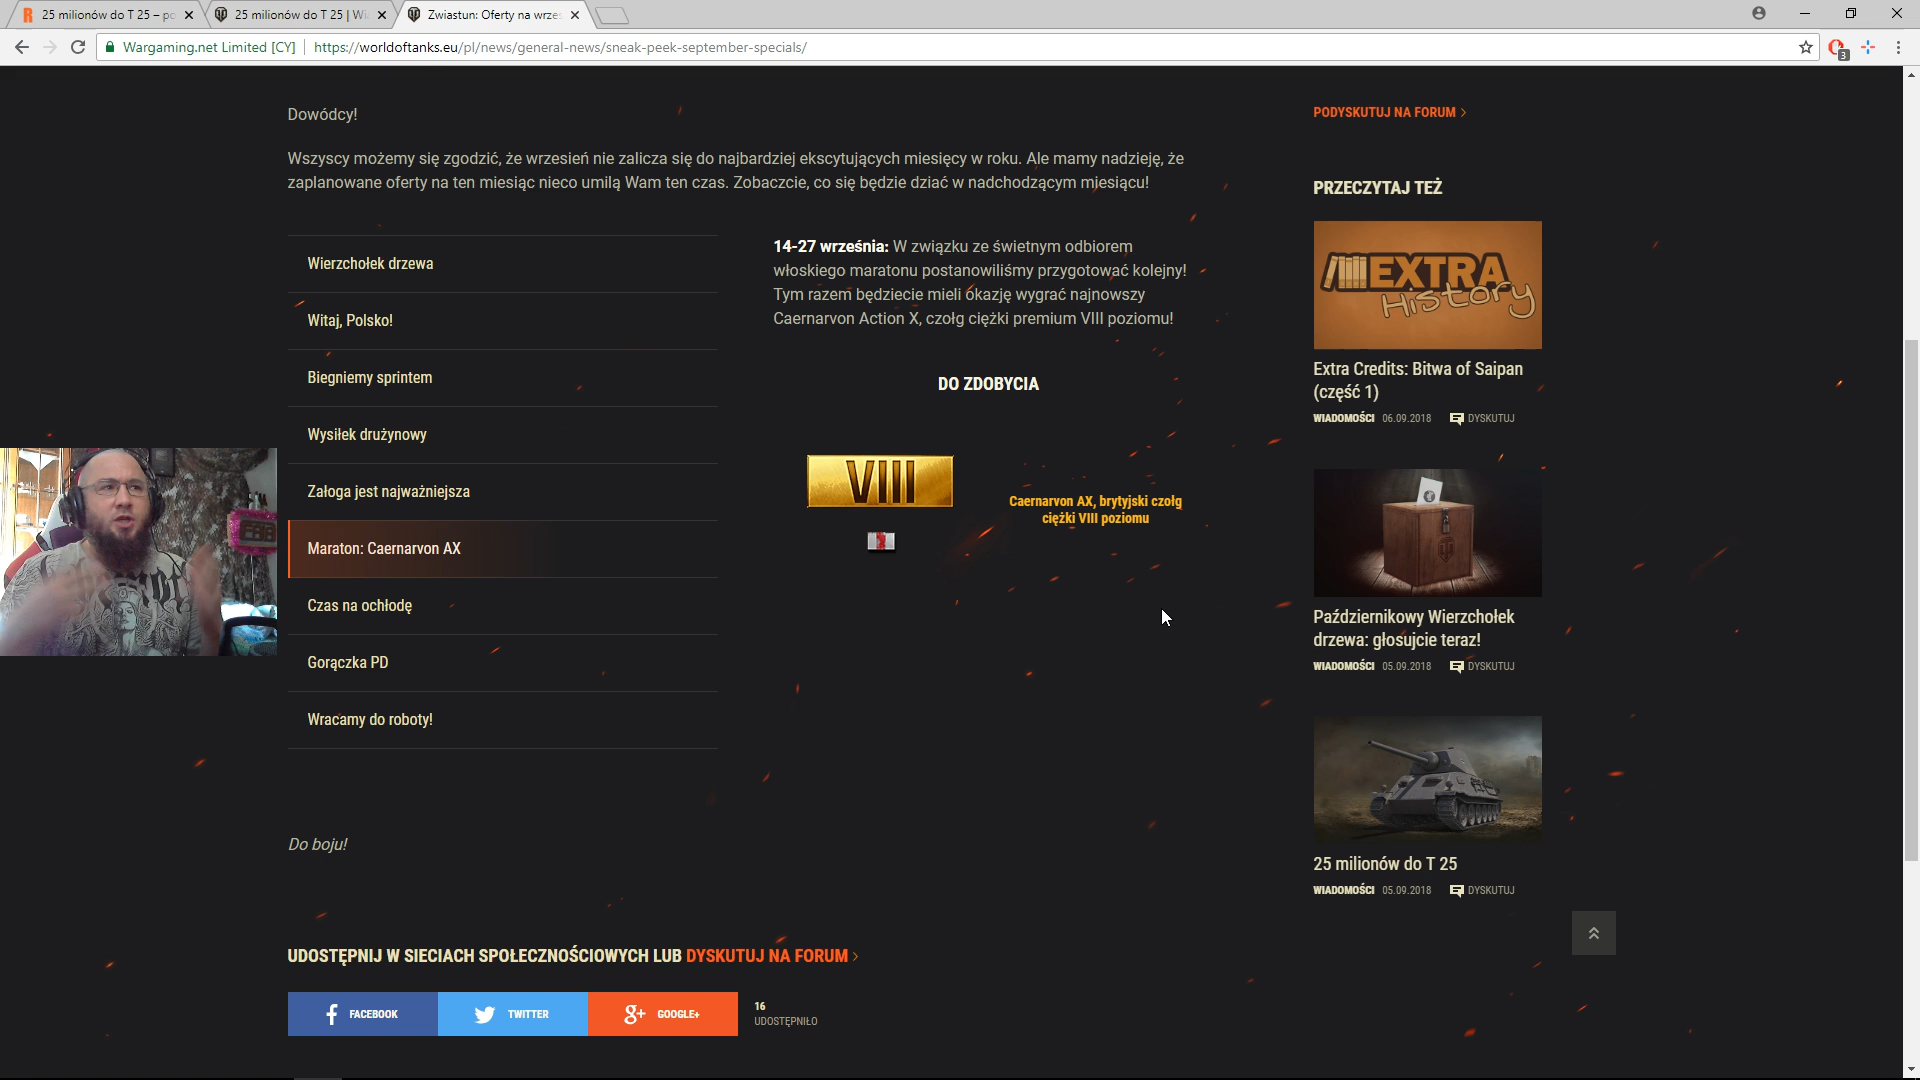 25 milionów do T 25 – po
25 milionów do T 25 | Wi
Zwiastun: Oferty na wrze
Wargaming.net Limited [CY]
https://worldoftanks.eu/pl/news/general-news/sneak-peek-september-specials/
3
Dowódcy!
Wszyscy możemy się zgodzić, że wrzesień nie zalicza się do najbardziej ekscytujących miesięcy w roku. Ale mamy nadzieję, że
zaplanowane oferty na ten miesiąc nieco umilą Wam ten czas. Zobaczcie, co się będzie dziać w nadchodzącym miesiącu!
Wierzchołek drzewa
Witaj, Polsko!
Biegniemy sprintem
Wysiłek drużynowy
Załoga jest najważniejsza
Maraton: Caernarvon AX
Czas na ochłodę
Gorączka PD
Wracamy do roboty!
14-27 września: W związku ze świetnym odbiorem
włoskiego maratonu postanowiliśmy przygotować kolejny!
Tym razem będziecie mieli okazję wygrać najnowszy
Caernarvon Action X, czołg ciężki premium VIII poziomu!
DO ZDOBYCIA
VIII
Caernarvon AX, brytyjski czołg
ciężki VIII poziomu
Do boju!
UDOSTĘPNIJ W SIECIACH SPOŁECZNOŚCIOWYCH LUB DYSKUTUJ NA FORUM
FACEBOOK
TWITTER
g+ GOOGLE+
16
UDOSTĘPNIŁO
PODYSKUTUJ NA FORUM
PRZECZYTAJ TEŻ
EXTRA
History
Extra Credits: Bitwa of Saipan
(część 1)
WIADOMOŚCI 06.09.2018 DYSKUTUJ
Październikowy Wierzchołek
drzewa: głosujcie teraz!
WIADOMOŚCI 05.09.2018 DYSKUTUJ
25 milionów do T 25
WIADOMOŚCI 05.09.2018 DYSKUTUJ